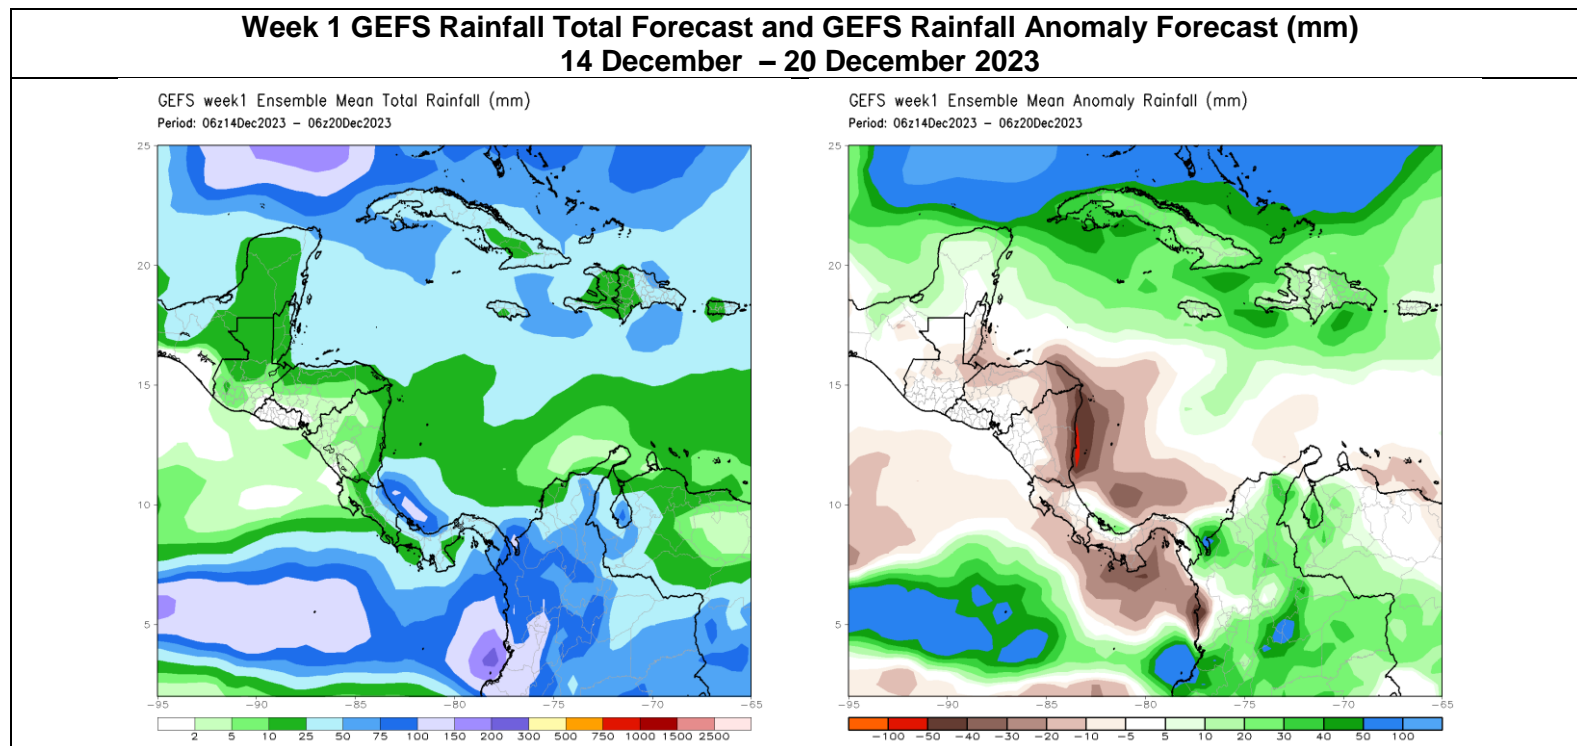 Week 1 GEFS Rainfall Total Forecast and GEFS Rainfall Anomaly Forecast (mm)
14 December – 20 December 2023
GEFS week1 Ensemble Mean Total Rainfall (mm)
Period: 06z14Dec2023 – 06z20Dec2023
25
20
15
10
5
-95 -90 -85 -80 -75 -70 -65
2 5 10 25 50 75 100 150 200 300 500 750 1000 1500 2500
GEFS week1 Ensemble Mean Anomaly Rainfall (mm)
Period: 06z14Dec2023 – 06z20Dec2023
25
20
15
10
5
-95 -90 -85 -80 -75 -70 -65
-100 -50 -40 -30 -20 -10 -5 5 10 20 30 40 50 100